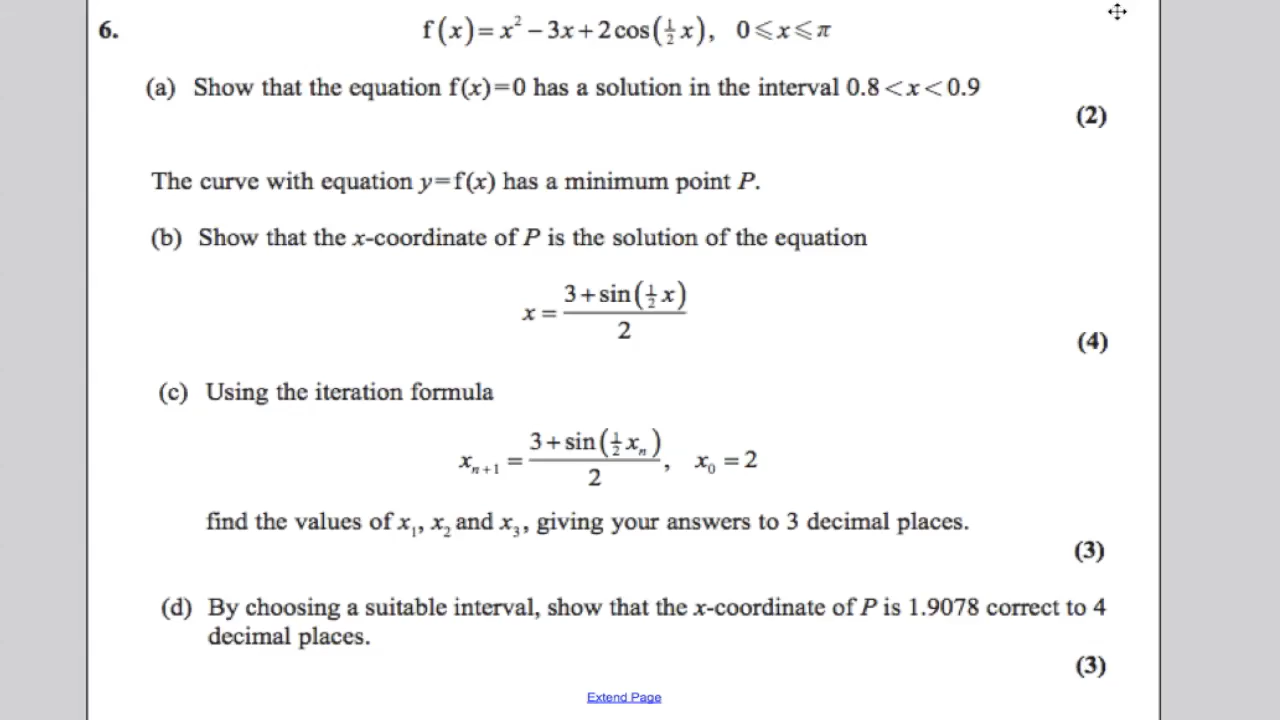 6. f(x)=x² − 3x + 2cos(½x), 0⩽x⩽π
(a) Show that the equation f(x)=0 has a solution in the interval 0.8<x<0.9
(2)
The curve with equation y=f(x) has a minimum point P.
(b) Show that the x-coordinate of P is the solution of the equation
x = (3+sin(½x))/2
(4)
(c) Using the iteration formula
xₙ₊₁ = (3+sin(½xₙ))/2, x₀ =2
find the values of x₁, x₂ and x₃, giving your answers to 3 decimal places.
(3)
(d) By choosing a suitable interval, show that the x-coordinate of P is 1.9078 correct to 4
decimal places.
(3)
Extend Page